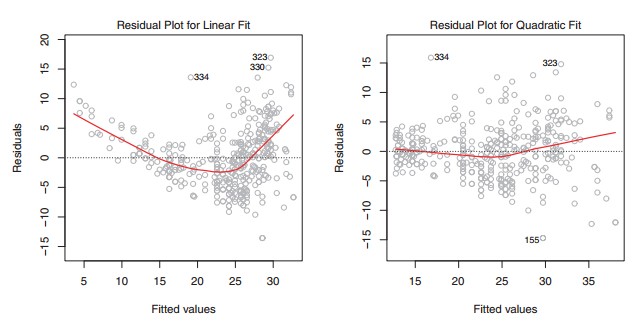 Residual Plot for Linear Fit
Residual Plot for Quadratic Fit
323
330
334
334
323
155
Residuals
20
15
10
5
0
−5
−10
−15
5 10 15 20 25 30
Fitted values
Residuals
15
10
5
0
−5
−10
−15
15 20 25 30 35
Fitted values